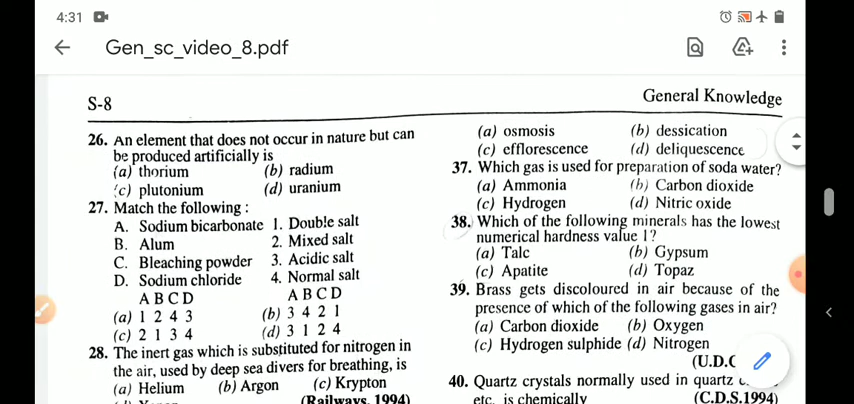 4:31
Gen_sc_video_8.pdf
S-8
General Knowledge
26. An element that does not occur in nature but can
be produced artificially is
(a) thorium (b) radium
(c) plutonium (d) uranium
27. Match the following :
A. Sodium bicarbonate 1. Double salt
B. Alum 2. Mixed salt
C. Bleaching powder 3. Acidic salt
D. Sodium chloride 4. Normal salt
A B C D A B C D
(a) 1 2 4 3 (b) 3 4 2 1
(c) 2 1 3 4 (d) 3 1 2 4
28. The inert gas which is substituted for nitrogen in
the air, used by deep sea divers for breathing, is
(a) Helium (b) Argon (c) Krypton
(Railways, 1994)
(a) osmosis (b) dessication
(c) efflorescence (d) deliquescence
37. Which gas is used for preparation of soda water?
(a) Ammonia (b) Carbon dioxide
(c) Hydrogen (d) Nitric oxide
38. Which of the following minerals has the lowest
numerical hardness value 1?
(a) Talc (b) Gypsum
(c) Apatite (d) Topaz
39. Brass gets discoloured in air because of the
presence of which of the following gases in air?
(a) Carbon dioxide (b) Oxygen
(c) Hydrogen sulphide (d) Nitrogen
(U.D.C
40. Quartz crystals normally used in quartz
etc. is chemically (C.D.S.1994)